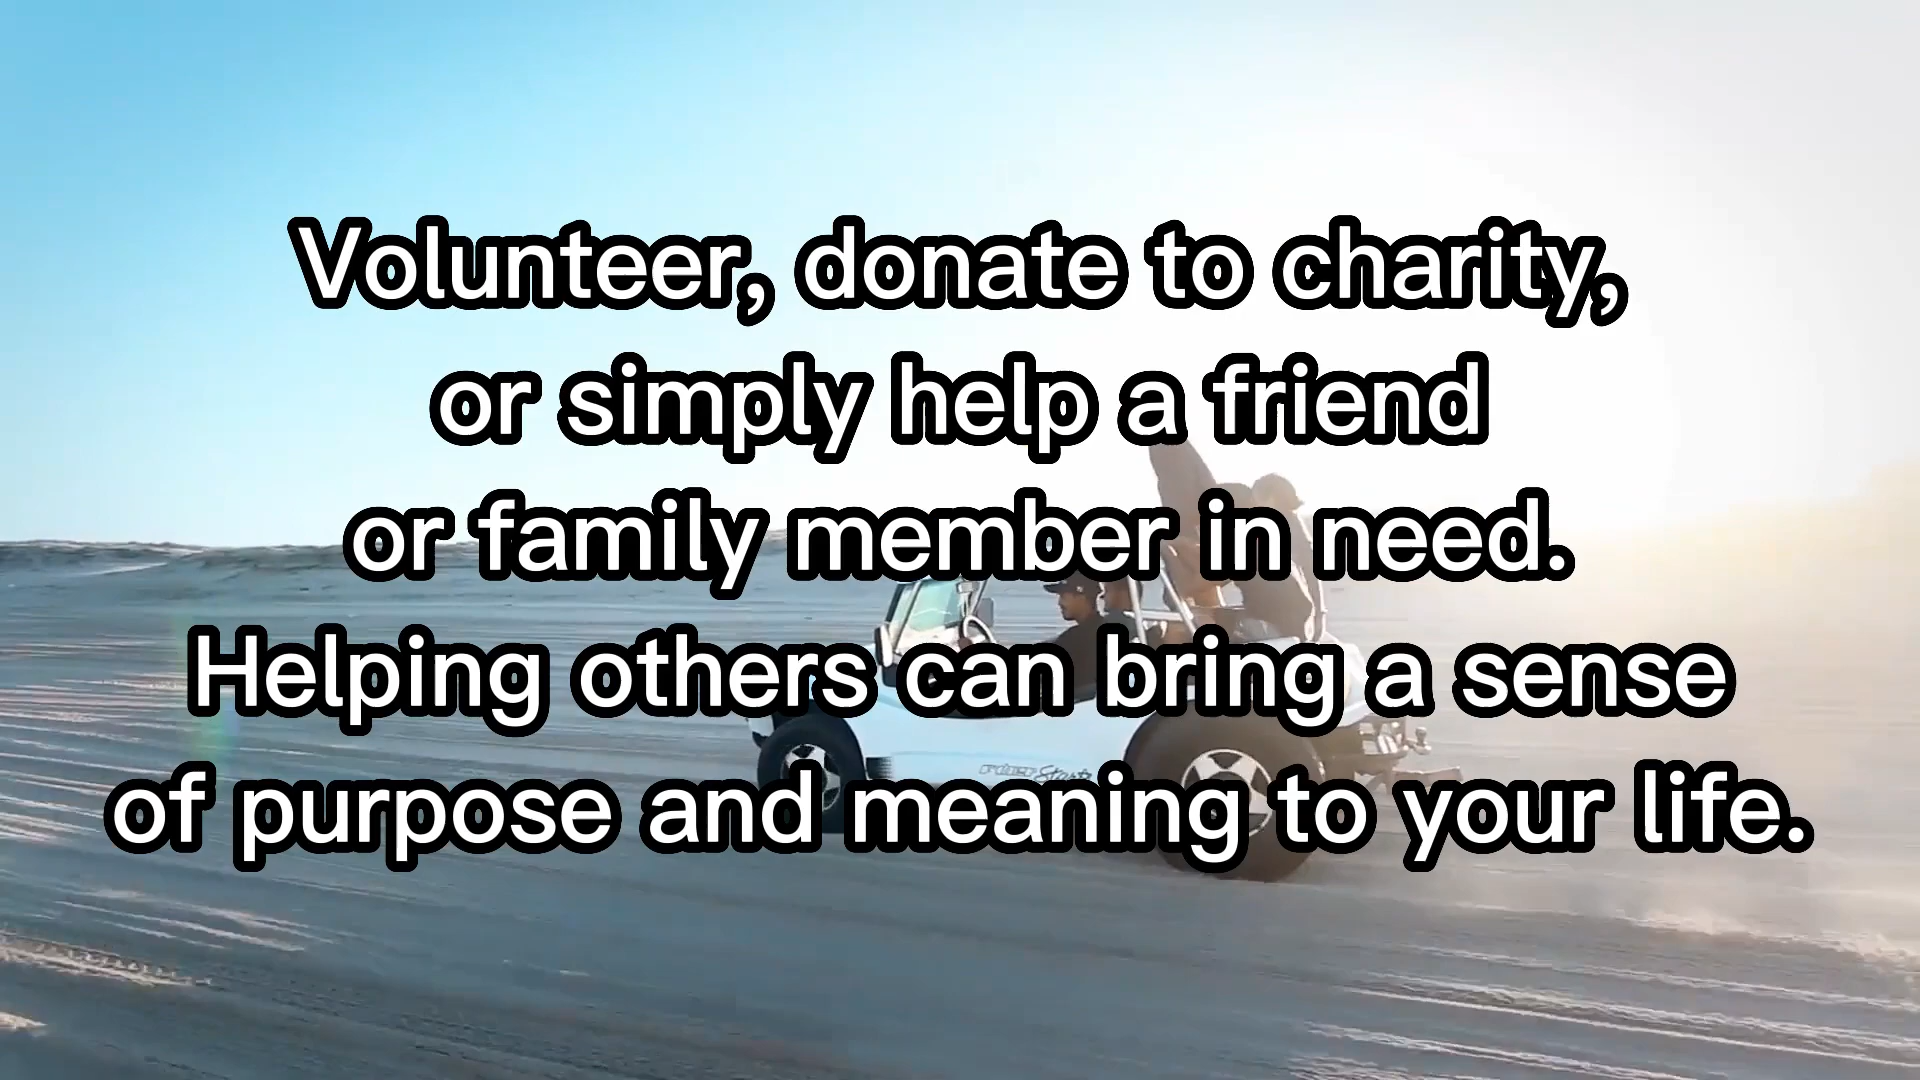 Volunteer, donate to charity,
or simply help a friend
or family member in need.
Helping others can bring a sense
of purpose and meaning to your life.